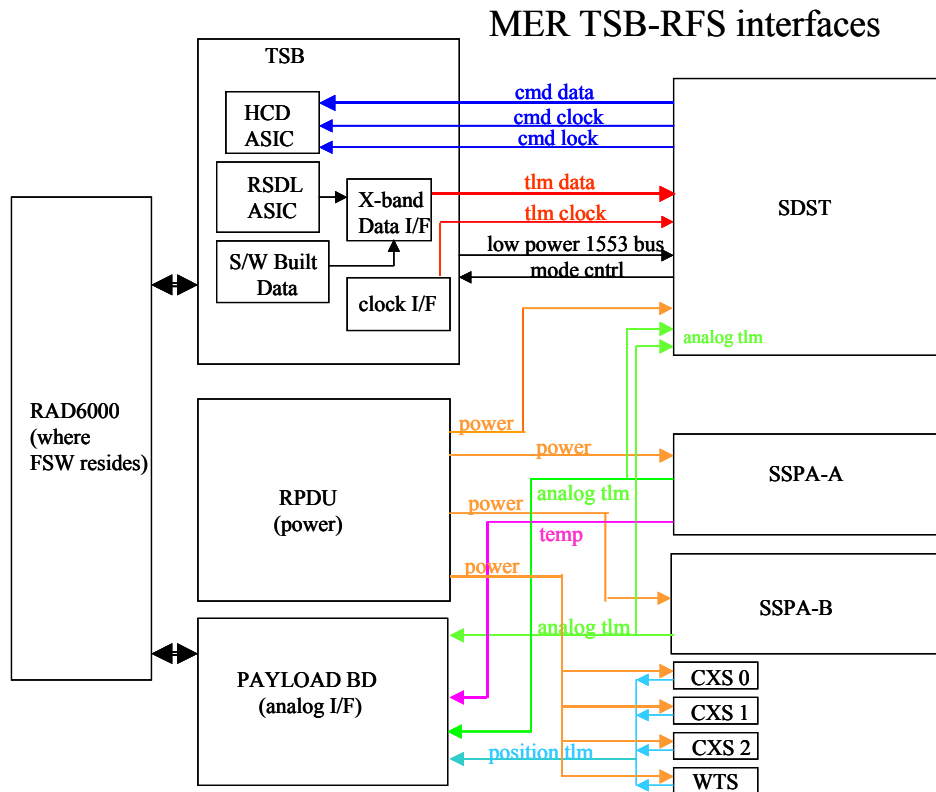 MER TSB-RFS interfaces
TSB
HCD
ASIC
RSDL
ASIC
X-band
Data I/F
S/W Built
Data
clock I/F
cmd data
cmd clock
cmd lock
tlm data
tlm clock
low power 1553 bus
mode cntrl
SDST
analog tlm
RAD6000
(where
FSW resides)
RPDU
(power)
power
power
analog tlm
power
temp
power
analog tlm
SSPA-A
SSPA-B
PAYLOAD BD
(analog I/F)
position tlm
CXS 0
CXS 1
CXS 2
WTS